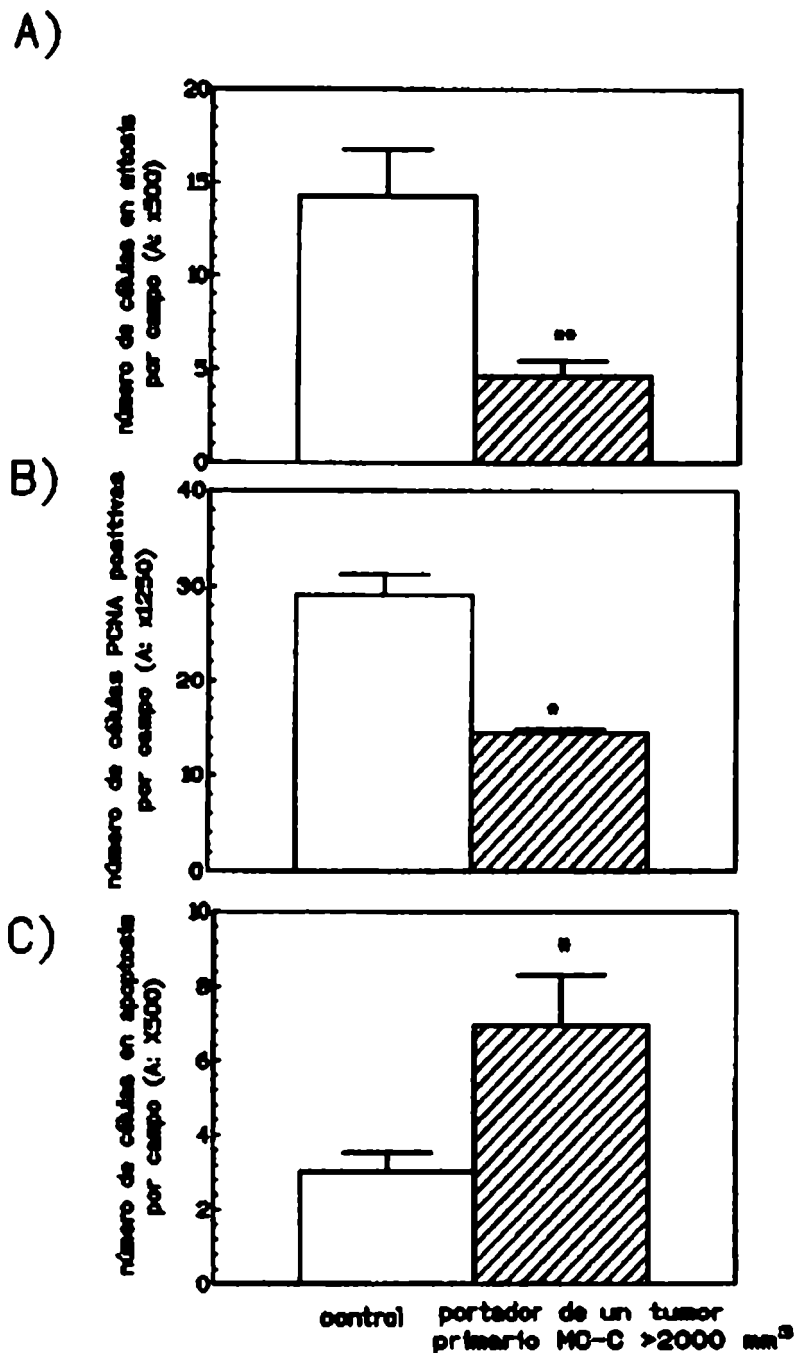 A)
número de células en mitosis
por campo (A: x500)
20
15
10
5
0
**
B)
número de células PCNA positivas
por campo (A: x1250)
40
30
20
10
0
*
C)
número de células en apoptosis
por campo (A: X500)
10
8
6
4
2
0
*
control
portador de un tumor
primario MC-C >2000 mm³